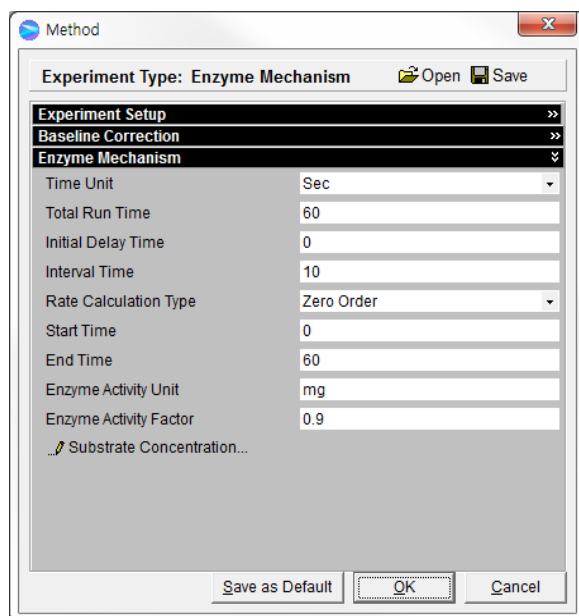 Method
Experiment Type: Enzyme Mechanism Open Save
Experiment Setup
Baseline Correction
Enzyme Mechanism
Time Unit Sec
Total Run Time 60
Initial Delay Time 0
Interval Time 10
Rate Calculation Type Zero Order
Start Time 0
End Time 60
Enzyme Activity Unit mg
Enzyme Activity Factor 0.9
Substrate Concentration...
Save as Default OK Cancel